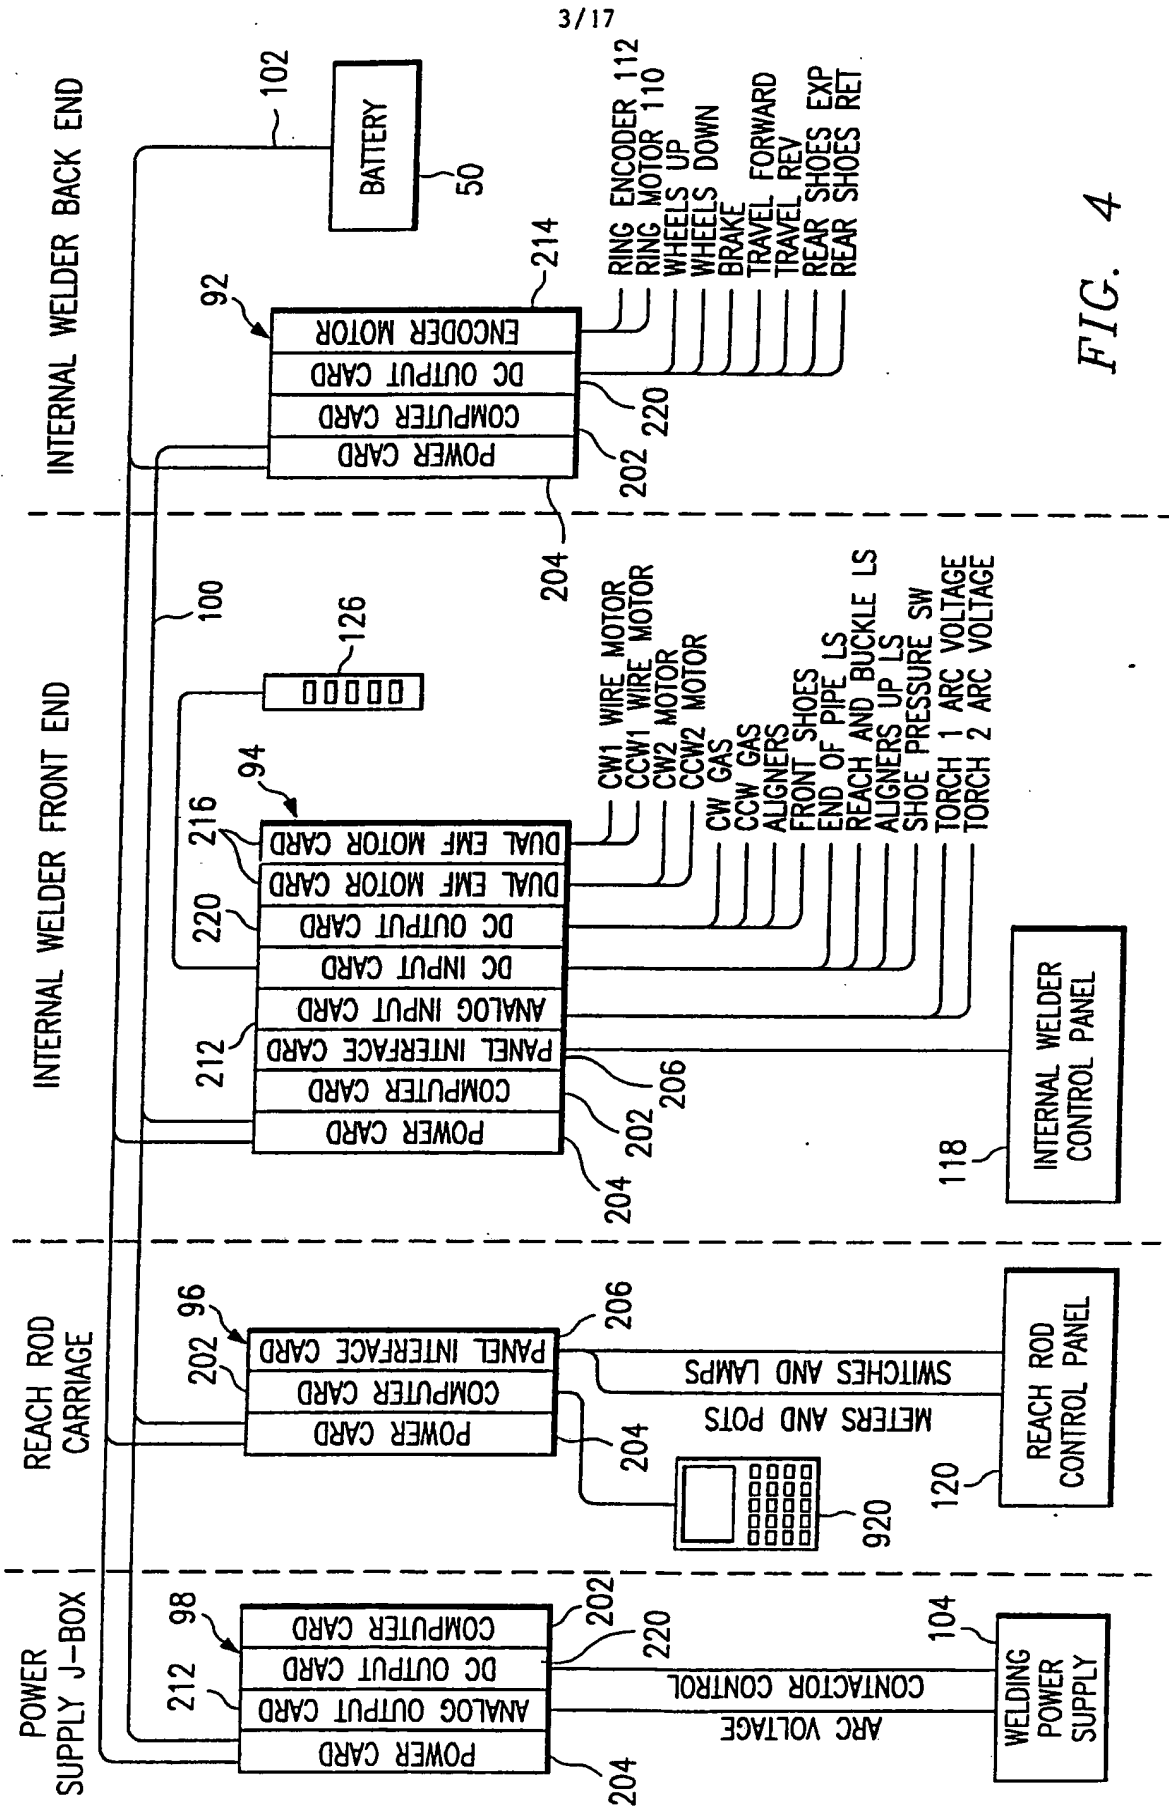 3/17
POWER
SUPPLY J-BOX
REACH ROD
CARRIAGE
INTERNAL WELDER FRONT END
INTERNAL WELDER BACK END
212
98
POWER CARD
ANALOG OUTPUT CARD
DC OUTPUT CARD
COMPUTER CARD
204
220
202
ARC VOLTAGE
CONTACTOR CONTROL
104
WELDING
POWER
SUPPLY
202
96
POWER CARD
COMPUTER CARD
PANEL INTERFACE CARD
204
206
920
METERS AND POTS
SWITCHES AND LAMPS
120
REACH ROD
CONTROL PANEL
100
212
220
216
94
126
POWER CARD
COMPUTER CARD
PANEL INTERFACE CARD
ANALOG INPUT CARD
DC INPUT CARD
DC OUTPUT CARD
DUAL EMF MOTOR CARD
DUAL EMF MOTOR CARD
204
202
206
CW1 WIRE MOTOR
CCW1 WIRE MOTOR
CW2 MOTOR
CCW2 MOTOR
CW GAS
CCW GAS
ALIGNERS
FRONT SHOES
END OF PIPE LS
REACH AND BUCKLE LS
ALIGNERS UP LS
SHOE PRESSURE SW
TORCH 1 ARC VOLTAGE
TORCH 2 ARC VOLTAGE
118
INTERNAL WELDER
CONTROL PANEL
92
102
BATTERY
50
POWER CARD
COMPUTER CARD
DC OUTPUT CARD
ENCODER MOTOR
204
202
220
214
RING ENCODER 112
RING MOTOR 110
WHEELS UP
WHEELS DOWN
BRAKE
TRAVEL FORWARD
TRAVEL REV
REAR SHOES EXP
REAR SHOES RET
FIG. 4